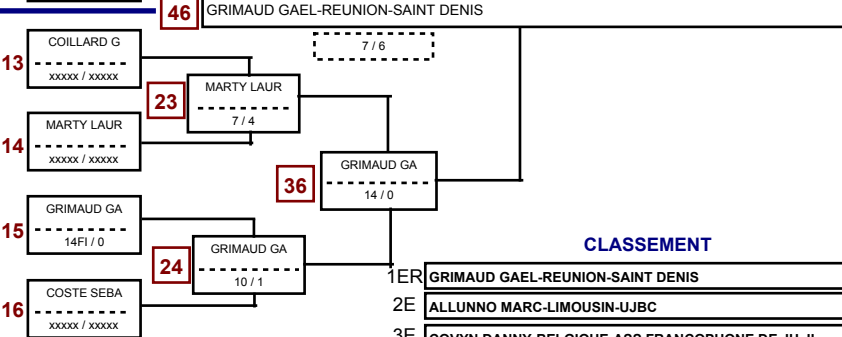 46 GRIMAUD GAEL-REUNION-SAINT DENIS
7 / 6
13 COILLARD G
xxxxx / xxxxx
23 MARTY LAUR
7 / 4
14 MARTY LAUR
xxxxx / xxxxx
36 GRIMAUD GA
14 / 0
15 GRIMAUD GA
14FI / 0
24 GRIMAUD GA
10 / 1
16 COSTE SEBA
xxxxx / xxxxx
CLASSEMENT
1ER GRIMAUD GAEL-REUNION-SAINT DENIS
2E ALLUNNO MARC-LIMOUSIN-UJBC
3E